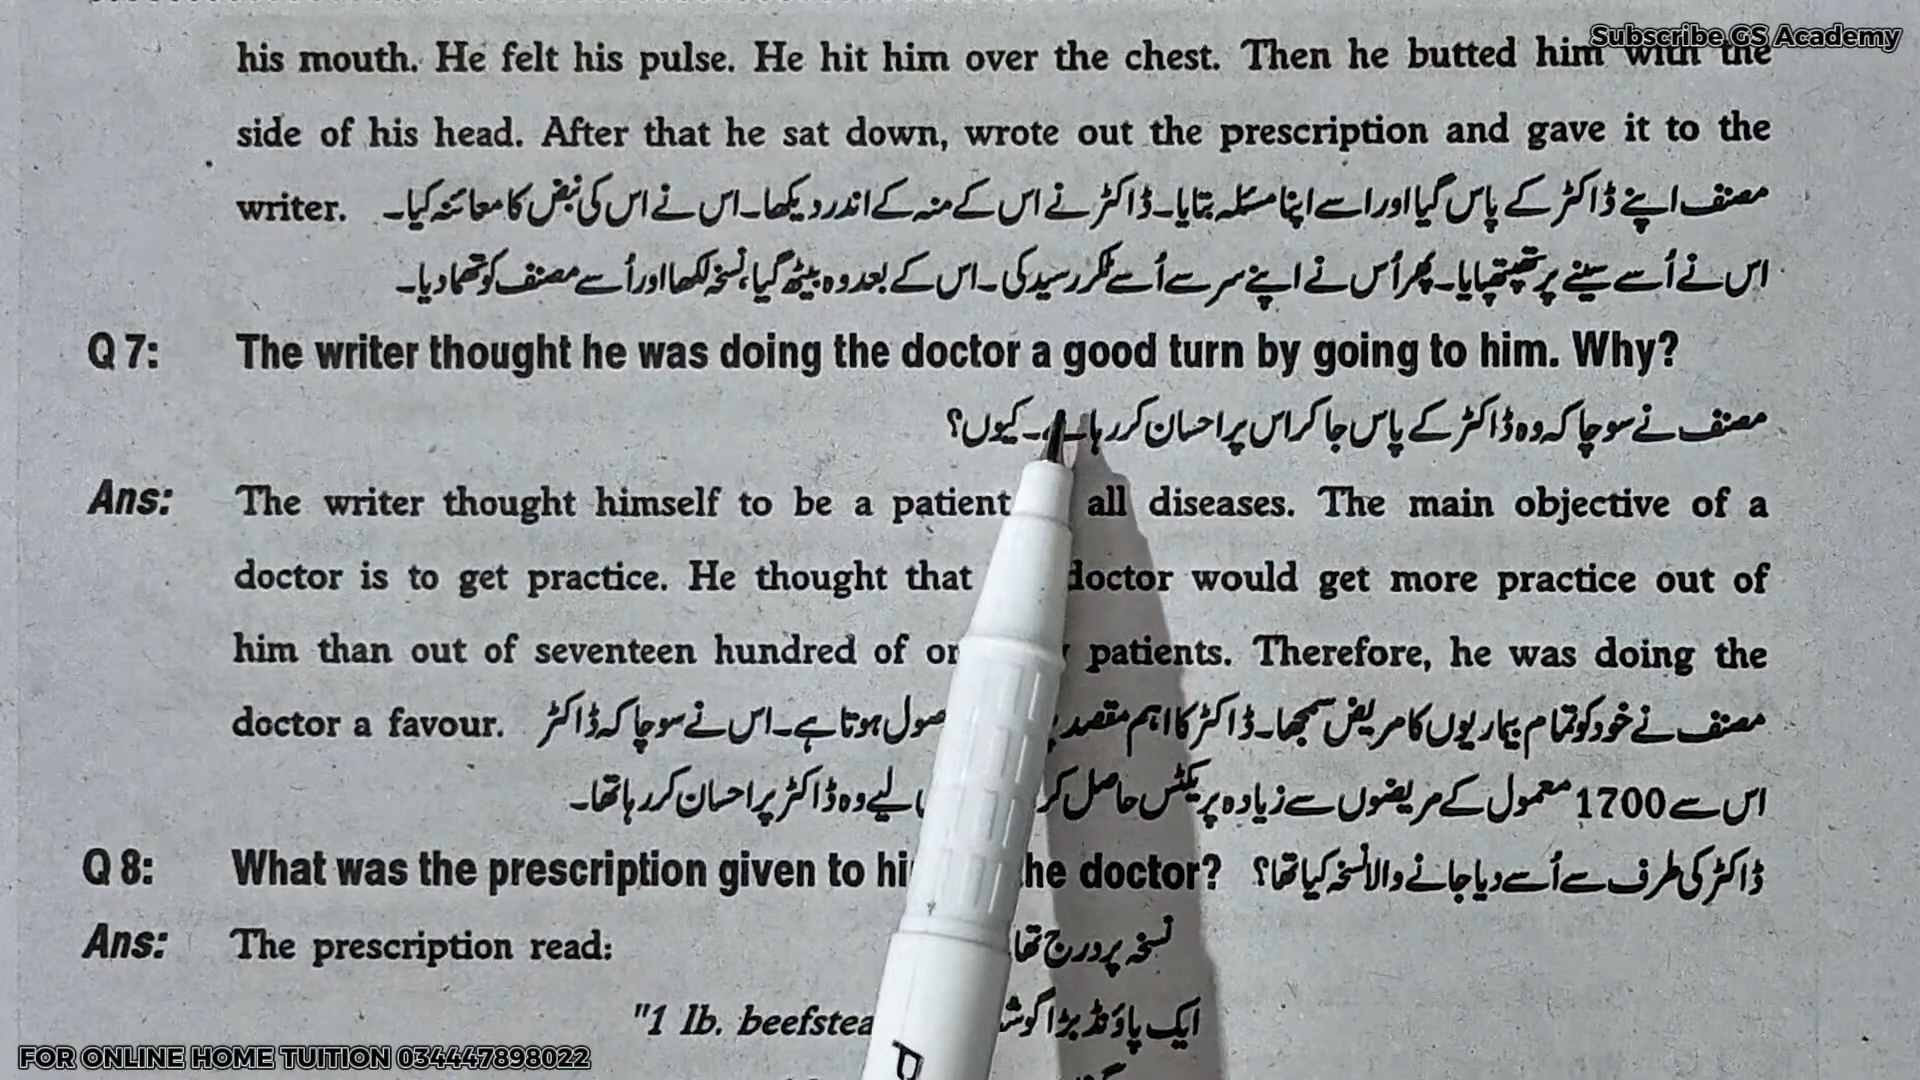 Subscribe GS Academy
his mouth. He felt his pulse. He hit him over the chest. Then he butted him with the
side of his head. After that he sat down, wrote out the prescription and gave it to the
writer. مصنف اپنے ڈاکٹر کے پاس گیا اور اسے اپنا مسئلہ بتایا۔ ڈاکٹر نے اس کے منہ کے اندر دیکھا۔ اس نے اس کی نبض کا معائنہ کیا۔
اس نے اُسے سینے پر تھپتھپایا۔ پھر اُس نے اپنے سر سے اُسے ٹکر رسید کی۔ اس کے بعد وہ بیٹھ گیا، نسخہ لکھا اور اُسے مصنف کو تھما دیا۔
Q 7: The writer thought he was doing the doctor a good turn by going to him. Why?
مصنف نے سوچا کہ وہ ڈاکٹر کے پاس جا کر اس پر احسان کر رہا ۔ کیوں؟
Ans: The writer thought himself to be a patient all diseases. The main objective of a
doctor is to get practice. He thought that doctor would get more practice out of
him than out of seventeen hundred of patients. Therefore, he was doing the
doctor a favour. مصنف نے خود کو تمام بیماریوں کا مریض سمجھا۔ ڈاکٹر کا اہم مقصد ہوتا ہے۔ اس نے سوچا کہ ڈاکٹر
اس سے 1700 معمول کے مریضوں سے زیادہ پریکٹس حاصل لیے وہ ڈاکٹر پر احسان کر رہا تھا۔
Q 8: What was the prescription given to the doctor? ڈاکٹر کی طرف سے اُسے دیا جانے والا نسخہ کیا تھا؟
Ans: The prescription read: نسخہ پر درج تھا
"1 lb. ایک پاؤنڈ بڑا
FOR ONLINE HOME TUITION 034447898022